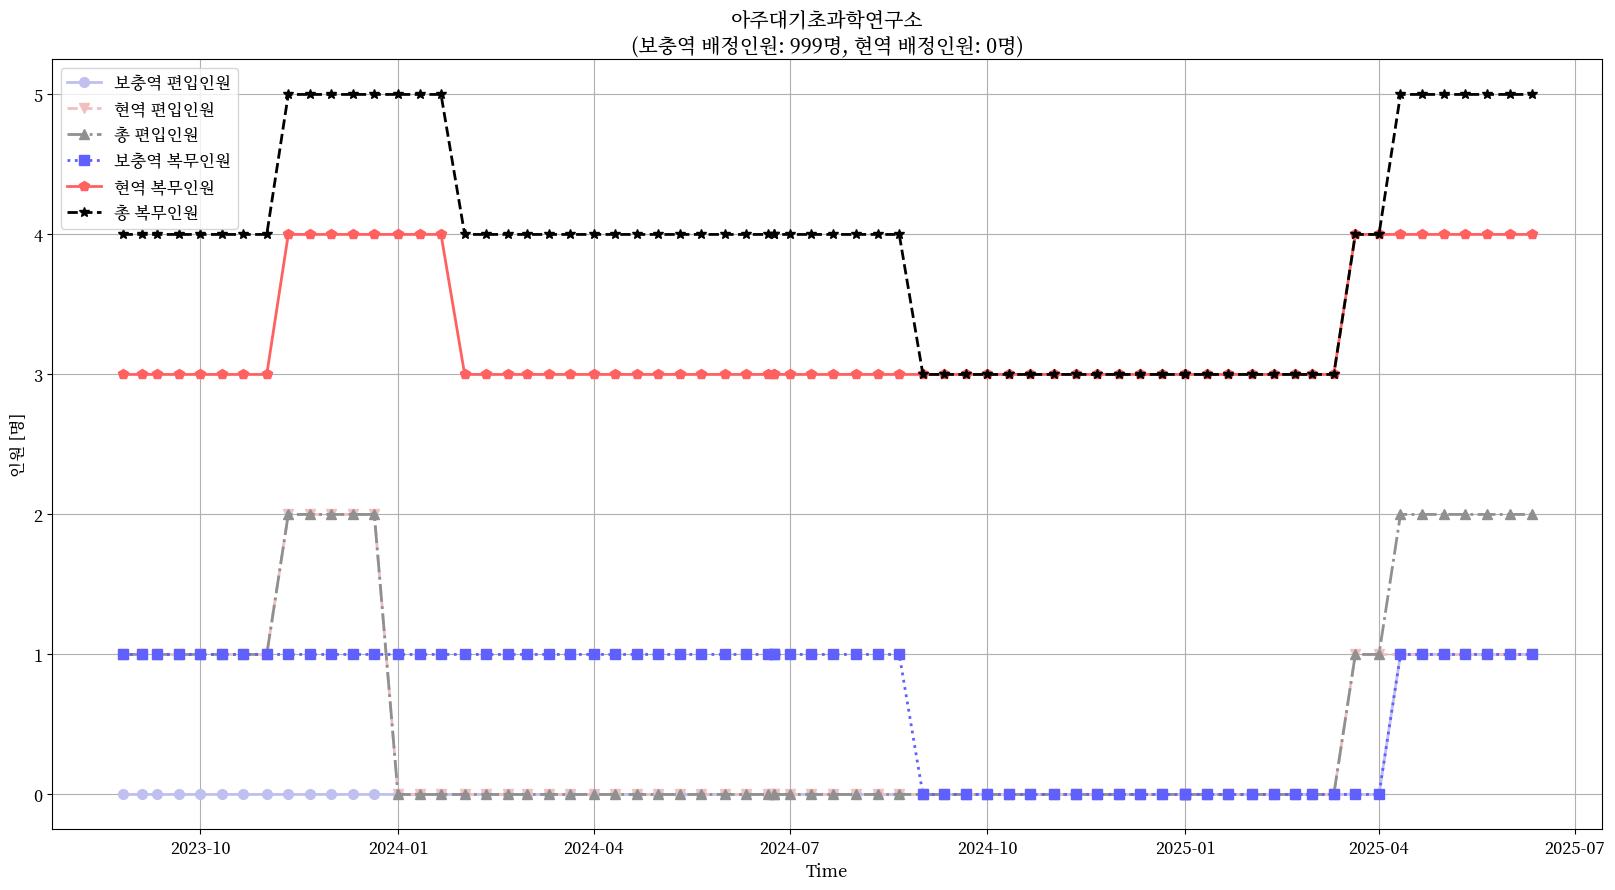 아주대기초과학연구소
(보충역 배정인원: 999명, 현역 배정인원: 0명)
보충역 편입인원
현역 편입인원
총 편입인원
보충역 복무인원
현역 복무인원
총 복무인원
5
4
3
2
1
0
인원 [명]
2023-10
2024-01
2024-04
2024-07
2024-10
2025-01
2025-04
2025-07
Time